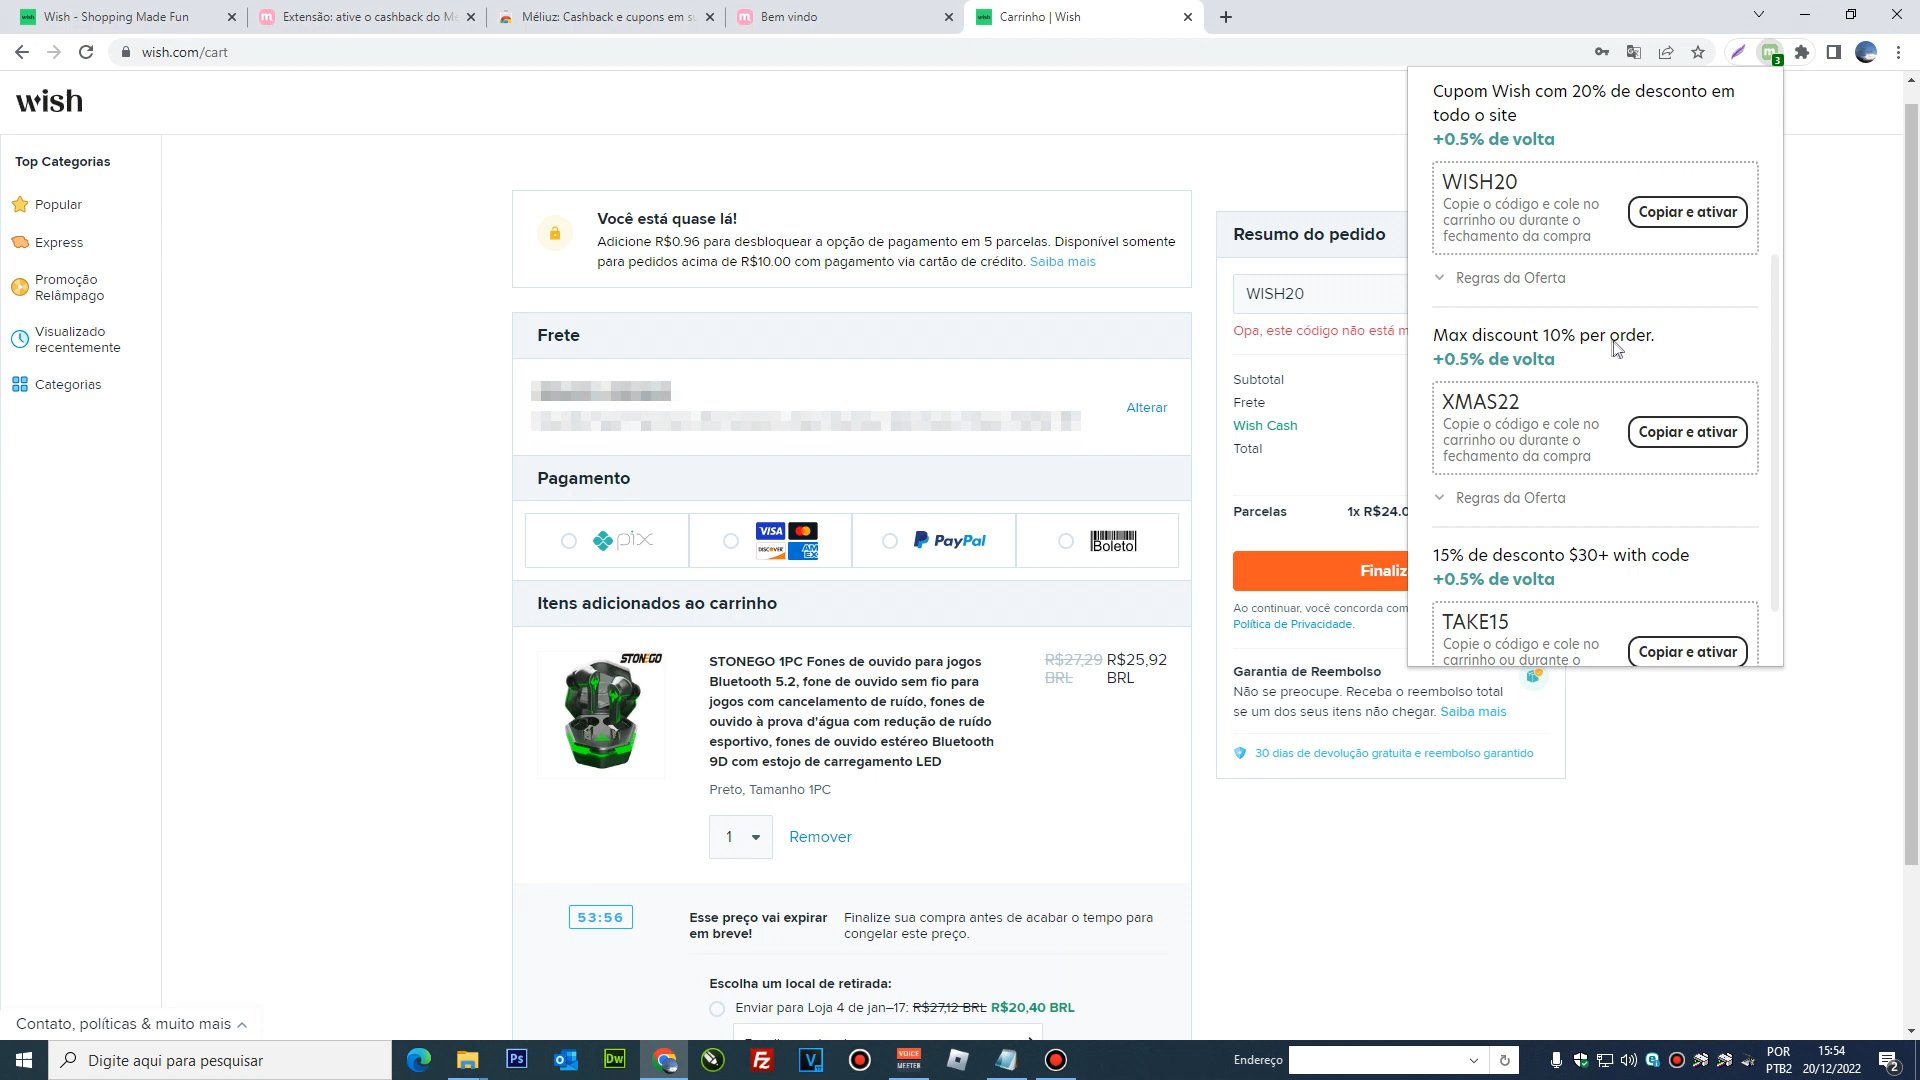 Wish - Shopping Made Fun
Extensão: ative o cashback do Mé
Méliuz: Cashback e cupons em su
Bem vindo
Carrinho | Wish
wish.com/cart
3
wish
Top Categorias
Popular
Express
Promoção
Relâmpago
Visualizado
recentemente
Categorias
Contato, políticas & muito mais
Você está quase lá!
Adicione R$0.96 para desbloquear a opção de pagamento em 5 parcelas. Disponível somente
para pedidos acima de R$10.00 com pagamento via cartão de crédito. Saiba mais
Frete
Alterar
Pagamento
pix
VISA
DISCOVER
AMEX
PayPal
Boleto
Itens adicionados ao carrinho
STONEGO
STONEGO 1PC Fones de ouvido para jogos
Bluetooth 5.2, fone de ouvido sem fio para
jogos com cancelamento de ruído, fones de
ouvido à prova d'água com redução de ruído
esportivo, fones de ouvido estéreo Bluetooth
9D com estojo de carregamento LED
R$27,29 R$25,92
BRL BRL
Preto, Tamanho 1PC
1
Remover
53:56
Esse preço vai expirar
em breve!
Finalize sua compra antes de acabar o tempo para
congelar este preço.
Escolha um local de retirada:
Enviar para Loja 4 de jan–17: R$27,12 BRL R$20,40 BRL
Resumo do pedido
WISH20
Opa, este código não está m
Subtotal
Frete
Wish Cash
Total
Parcelas 1x R$24.0
Finaliz
Ao continuar, você concorda com
Política de Privacidade.
Garantia de Reembolso
Não se preocupe. Receba o reembolso total
se um dos seus itens não chegar. Saiba mais
30 dias de devolução gratuita e reembolso garantido
Cupom Wish com 20% de desconto em
todo o site
+0.5% de volta
WISH20
Copie o código e cole no
carrinho ou durante o
fechamento da compra
Copiar e ativar
Regras da Oferta
Max discount 10% per order.
+0.5% de volta
XMAS22
Copie o código e cole no
carrinho ou durante o
fechamento da compra
Copiar e ativar
Regras da Oferta
15% de desconto $30+ with code
+0.5% de volta
TAKE15
Copie o código e cole no
carrinho ou durante o
Copiar e ativar
Digite aqui para pesquisar
Ps
Dw
VOICE
MEETER
Endereço
POR
PTB2
15:54
20/12/2022
2